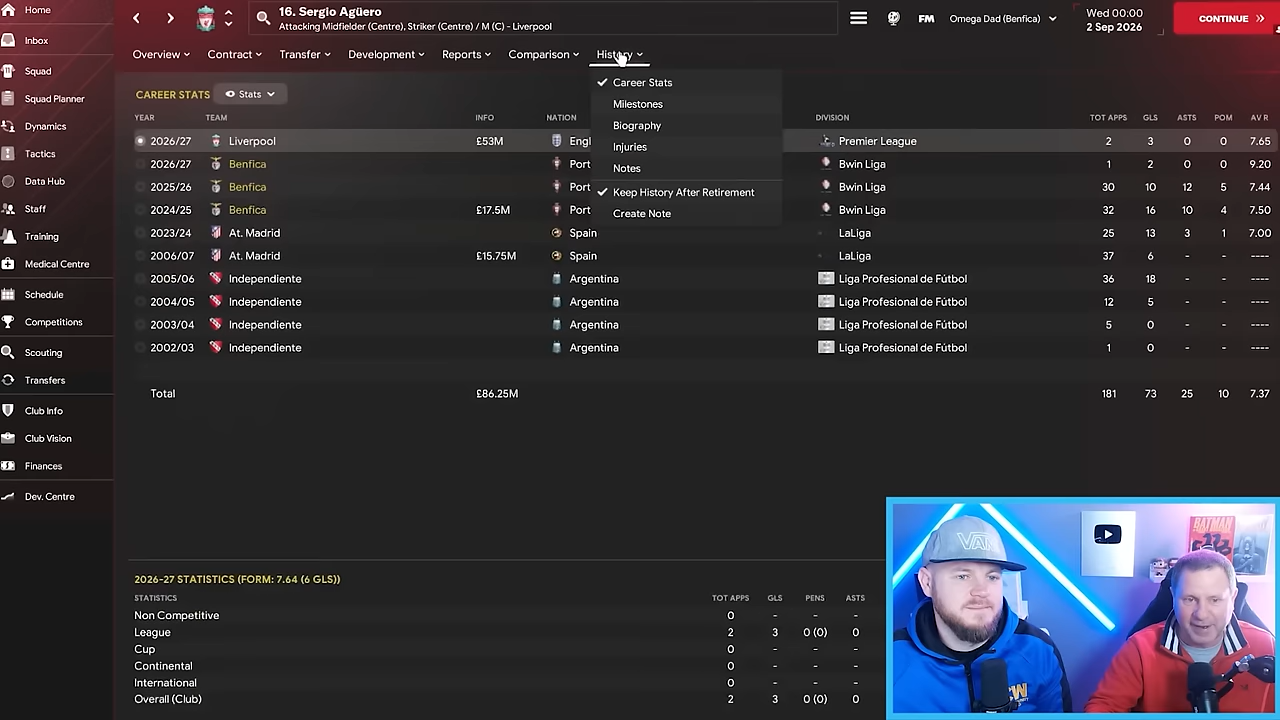 Home
Inbox
Squad
Squad Planner
Dynamics
Tactics
Data Hub
Staff
Training
Medical Centre
Schedule
Competitions
Scouting
Transfers
Club Info
Club Vision
Finances
Dev. Centre
16. Sergio Agüero
Attacking Midfielder (Centre), Striker (Centre) / M (C) - Liverpool
FM
Omega Dad (Benfica)
Wed 00:00
2 Sep 2026
CONTINUE
Overview Contract Transfer Development Reports Comparison History
CAREER STATS Stats
Career Stats
Milestones
Biography
Injuries
Notes
Keep History After Retirement
Create Note
YEAR TEAM INFO NATION DIVISION TOT APPS GLS ASTS POM AV R
2026/27 Liverpool £53M Engl Premier League 2 3 0 0 7.65
2026/27 Benfica Port Bwin Liga 1 2 0 0 9.20
2025/26 Benfica Port Bwin Liga 30 10 12 5 7.44
2024/25 Benfica £17.5M Port Bwin Liga 32 16 10 4 7.50
2023/24 At. Madrid Spain LaLiga 25 13 3 1 7.00
2006/07 At. Madrid £15.75M Spain LaLiga 37 6 - - ----
2005/06 Independiente Argentina Liga Profesional de Fútbol 36 18 - - ----
2004/05 Independiente Argentina Liga Profesional de Fútbol 12 5 - - ----
2003/04 Independiente Argentina Liga Profesional de Fútbol 5 0 - - ----
2002/03 Independiente Argentina Liga Profesional de Fútbol 1 0 - - ----
Total £86.25M 181 73 25 10 7.37
2026-27 STATISTICS (FORM: 7.64 (6 GLS))
STATISTICS TOT APPS GLS PENS ASTS
Non Competitive 0 - - -
League 2 3 0 (0) 0
Cup 0 - - -
Continental 0 - - -
International 0 - - -
Overall (Club) 2 3 0 (0) 0
VAN
BATMAN